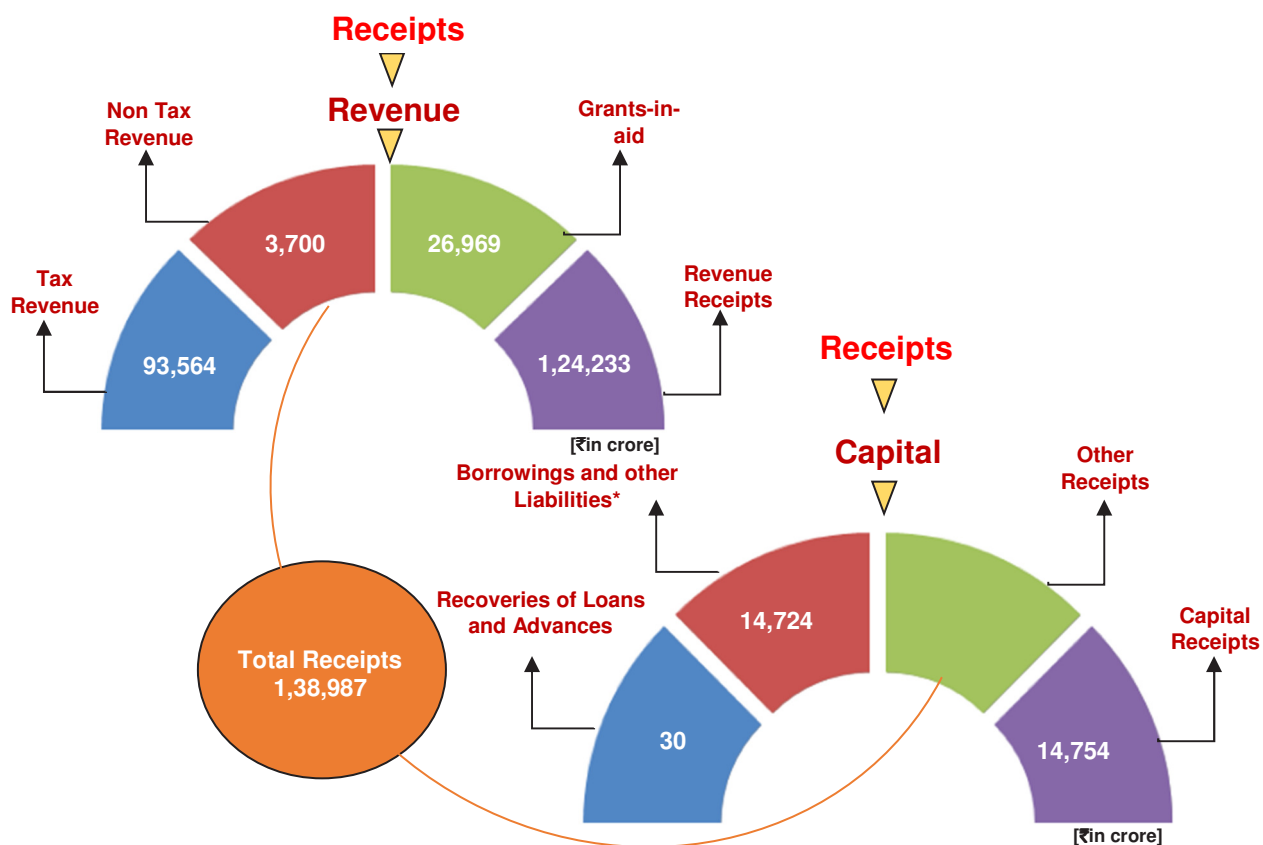 Receipts
Revenue
Non Tax
Revenue
Grants-in-
aid
3,700
26,969
Tax
Revenue
Revenue
Receipts
93,564
1,24,233
[₹in crore]
Receipts
Capital
Borrowings and other
Liabilities*
Other
Receipts
Recoveries of Loans
and Advances
14,724
Capital
Receipts
Total Receipts
1,38,987
30
14,754
[₹in crore]